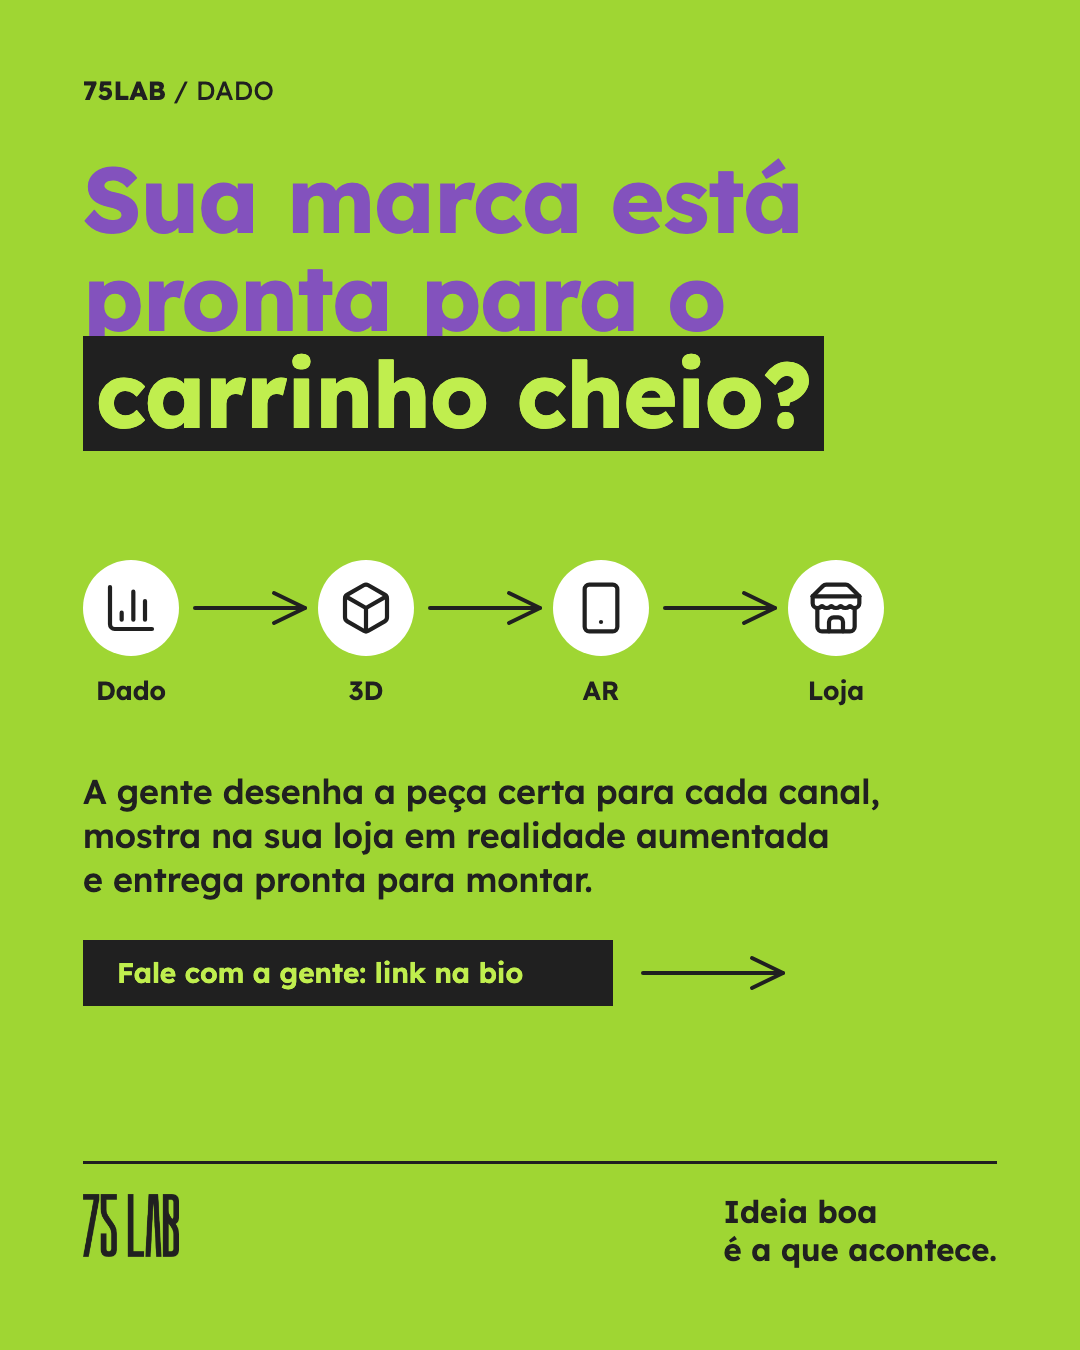 75LAB / DADO
Sua marca está
pronta para o
carrinho cheio?
Dado
3D
AR
Loja
A gente desenha a peça certa para cada canal,
mostra na sua loja em realidade aumentada
e entrega pronta para montar.
Fale com a gente: link na bio
75 LAB
Ideia boa
é a que acontece.